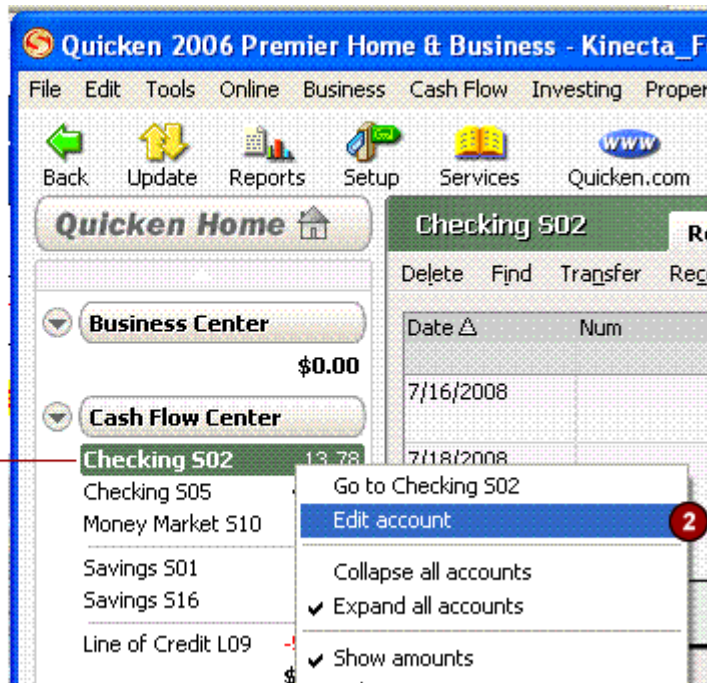 Quicken 2006 Premier Home & Business - Kinecta_F
File Edit Tools Online Business Cash Flow Investing Proper
www
Back Update Reports Setup Services Quicken.com
Quicken Home
Checking S02
Delete Find Transfer Rec
Business Center
$0.00
Date Num
7/16/2008
Cash Flow Center
Checking S02 13.78
7/18/2008
Checking S05
Money Market S10
Savings S01
Savings S16
Line of Credit L09
Go to Checking S02
Edit account 2
Collapse all accounts
Expand all accounts
Show amounts